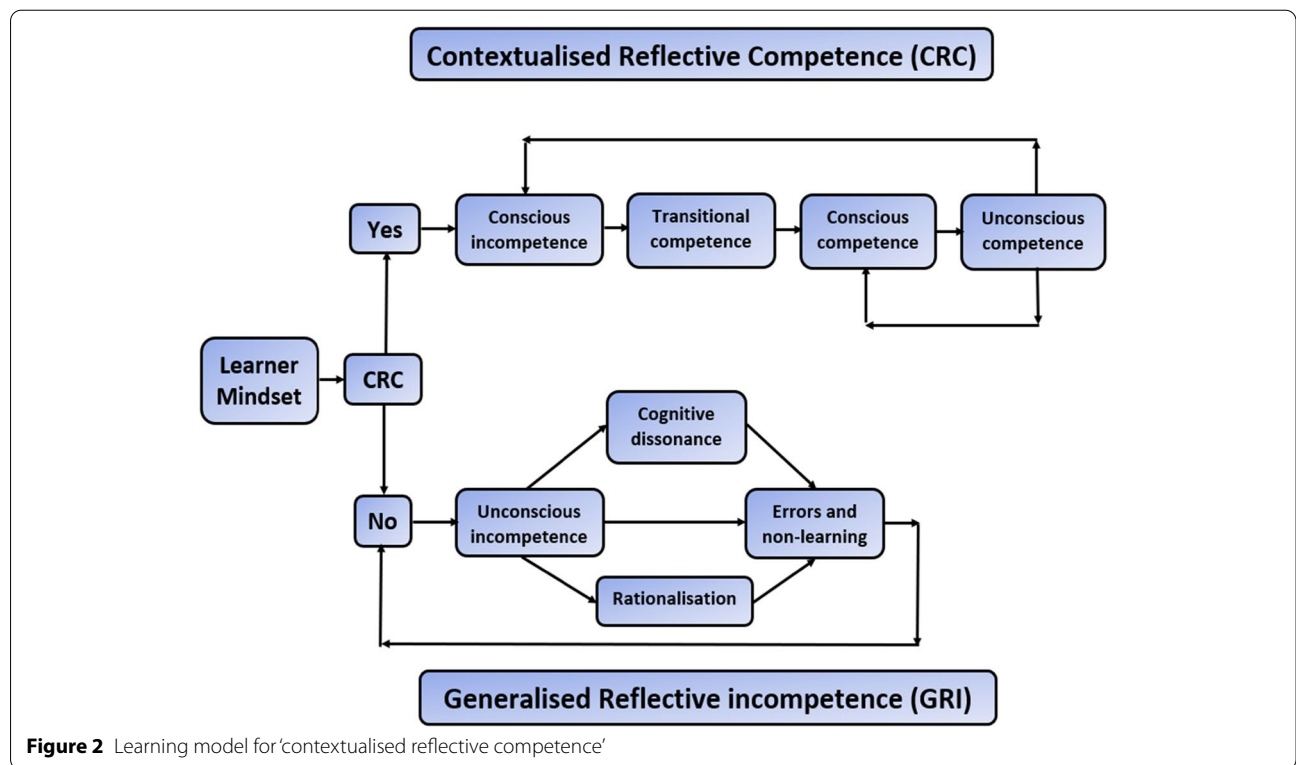 Contextualised Reflective Competence (CRC)
Yes
Conscious
incompetence
Transitional
competence
Conscious
competence
Unconscious
competence
Learner
Mindset
CRC
Cognitive
dissonance
No
Unconscious
incompetence
Errors and
non-learning
Rationalisation
Generalised Reflective incompetence (GRI)
Figure 2 Learning model for ‘contextualised reflective competence’